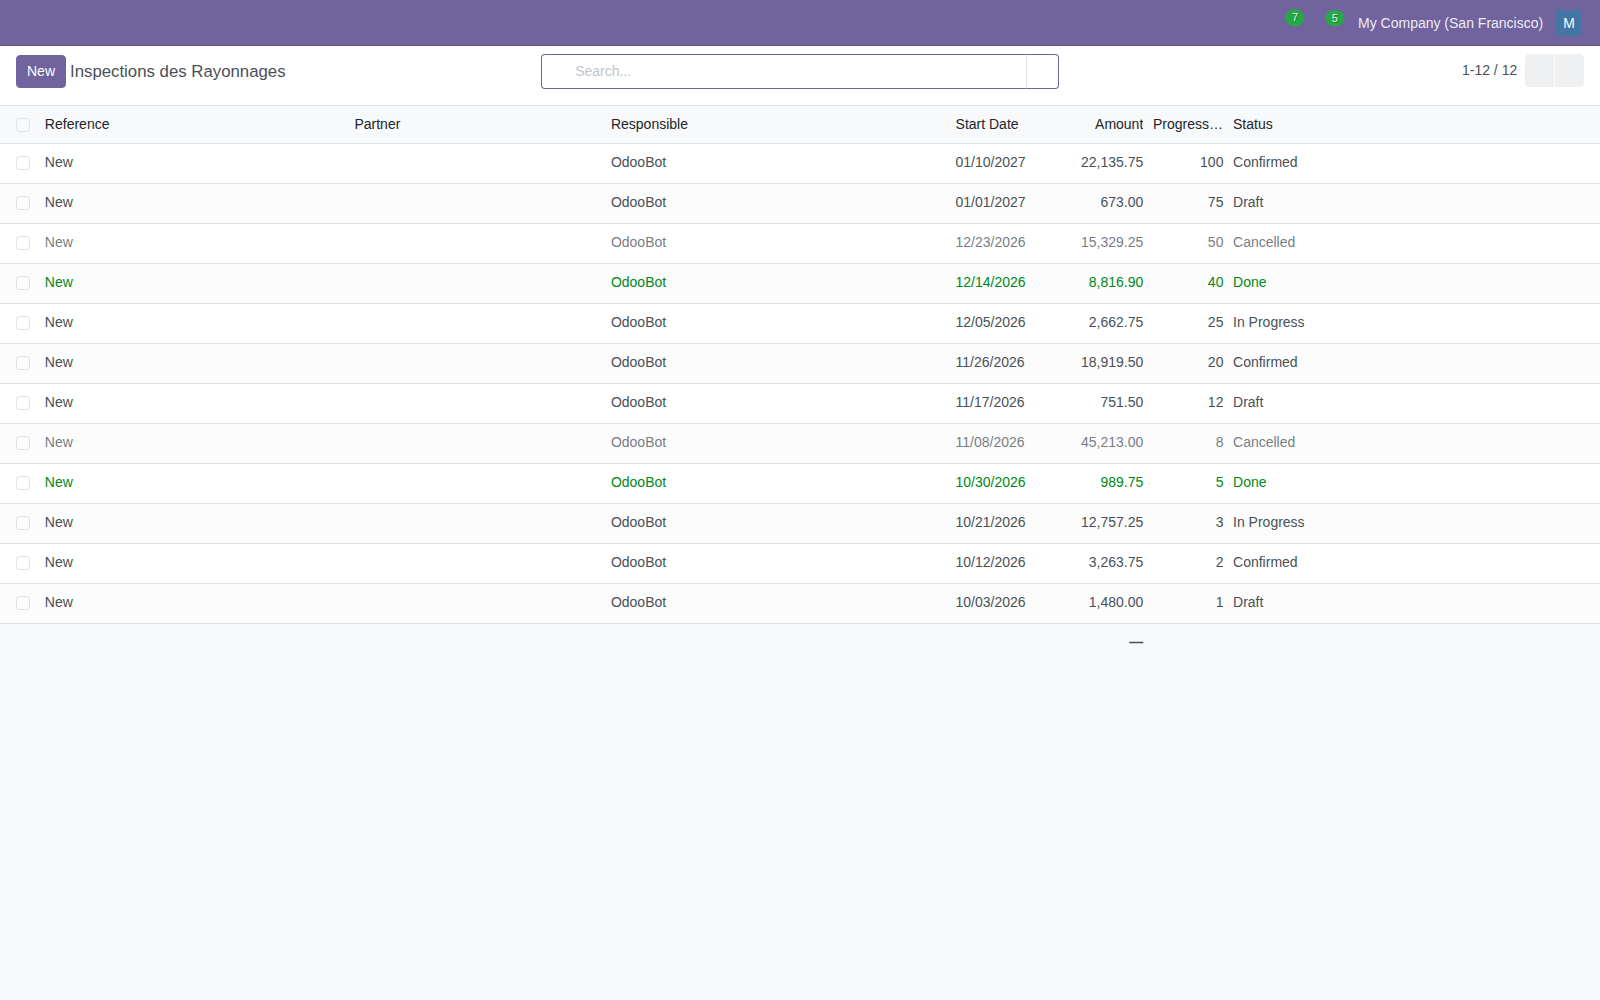 7 5 My Company (San Francisco) M
New Inspections des Rayonnages Search... 1-12 / 12
Reference Partner Responsible Start Date Amount Progress... Status
New OdooBot 01/10/2027 22,135.75 100 Confirmed
New OdooBot 01/01/2027 673.00 75 Draft
New OdooBot 12/23/2026 15,329.25 50 Cancelled
New OdooBot 12/14/2026 8,816.90 40 Done
New OdooBot 12/05/2026 2,662.75 25 In Progress
New OdooBot 11/26/2026 18,919.50 20 Confirmed
New OdooBot 11/17/2026 751.50 12 Draft
New OdooBot 11/08/2026 45,213.00 8 Cancelled
New OdooBot 10/30/2026 989.75 5 Done
New OdooBot 10/21/2026 12,757.25 3 In Progress
New OdooBot 10/12/2026 3,263.75 2 Confirmed
New OdooBot 10/03/2026 1,480.00 1 Draft
—